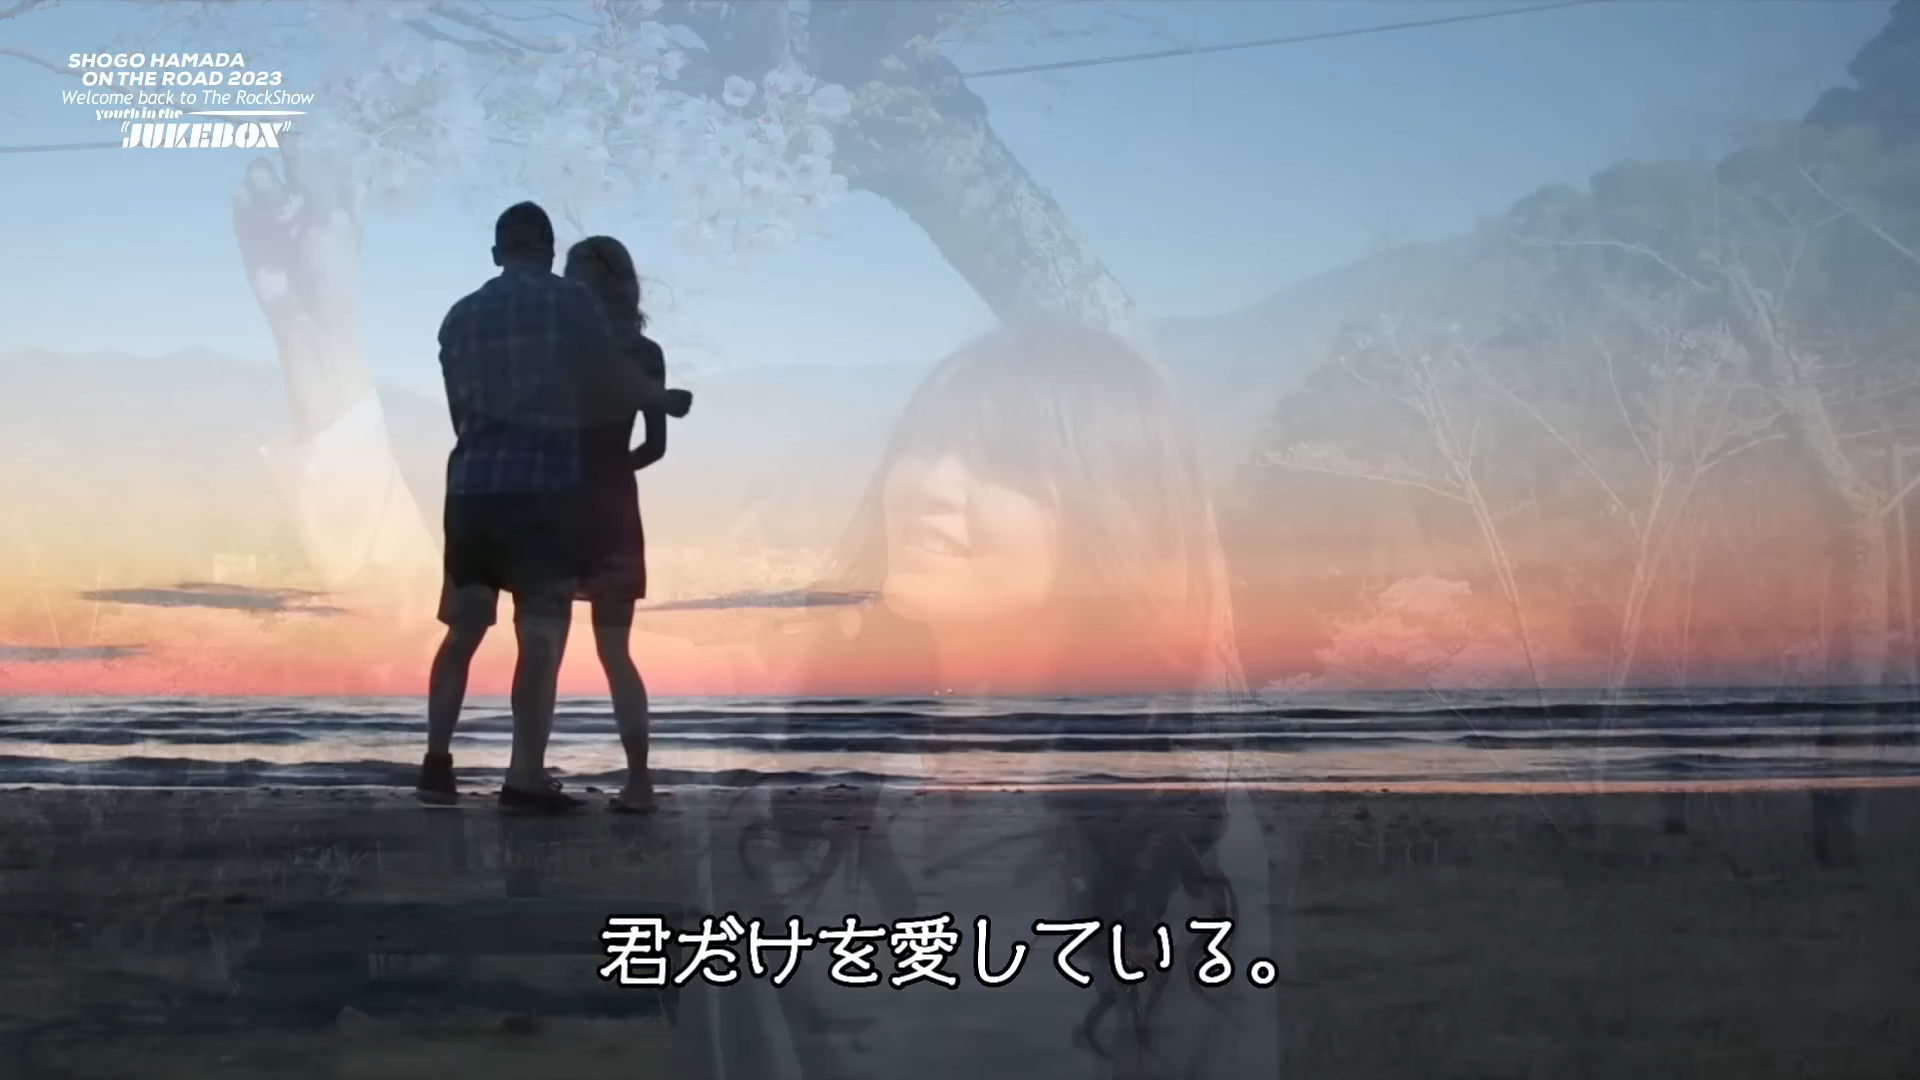 SHOGO HAMADA
ON THE ROAD 2023
Welcome back to The RockShow
youth in the
"JUKEBOX"
君だけを愛している。